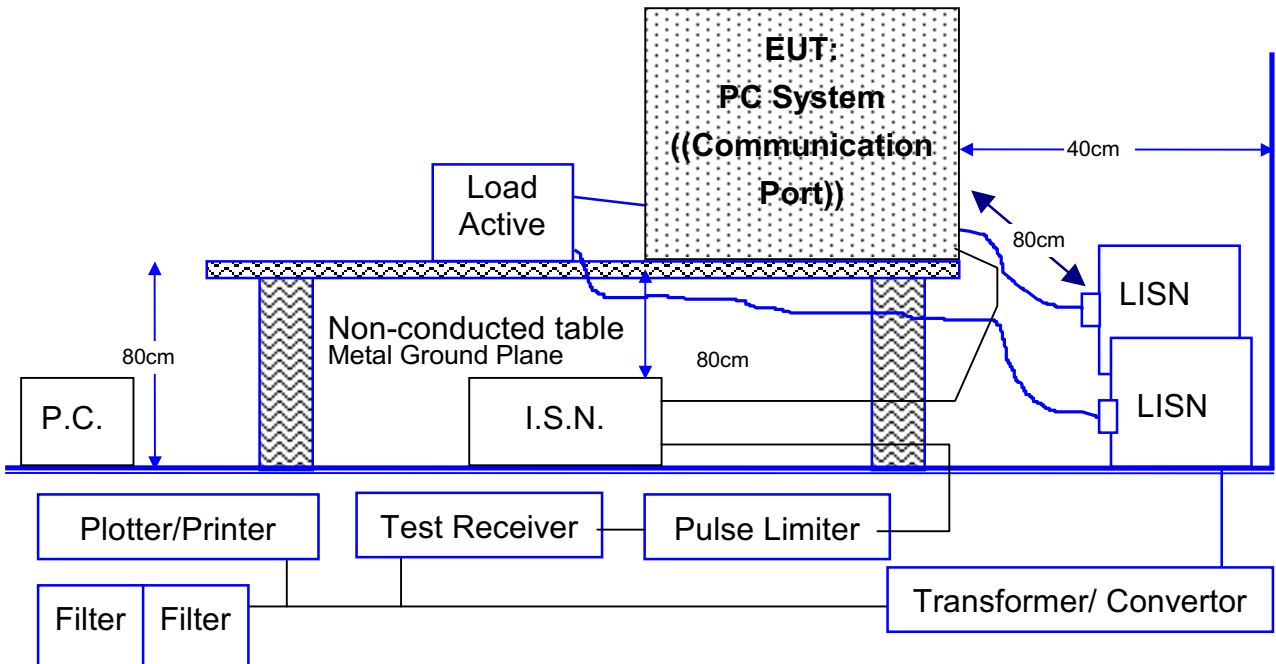 EUT:
PC System
((Communication
Port))
40cm
Load
Active
80cm
LISN
Non-conducted table
Metal Ground Plane
80cm
80cm
P.C.
I.S.N.
LISN
Plotter/Printer
Test Receiver
Pulse Limiter
Filter
Filter
Transformer/ Convertor